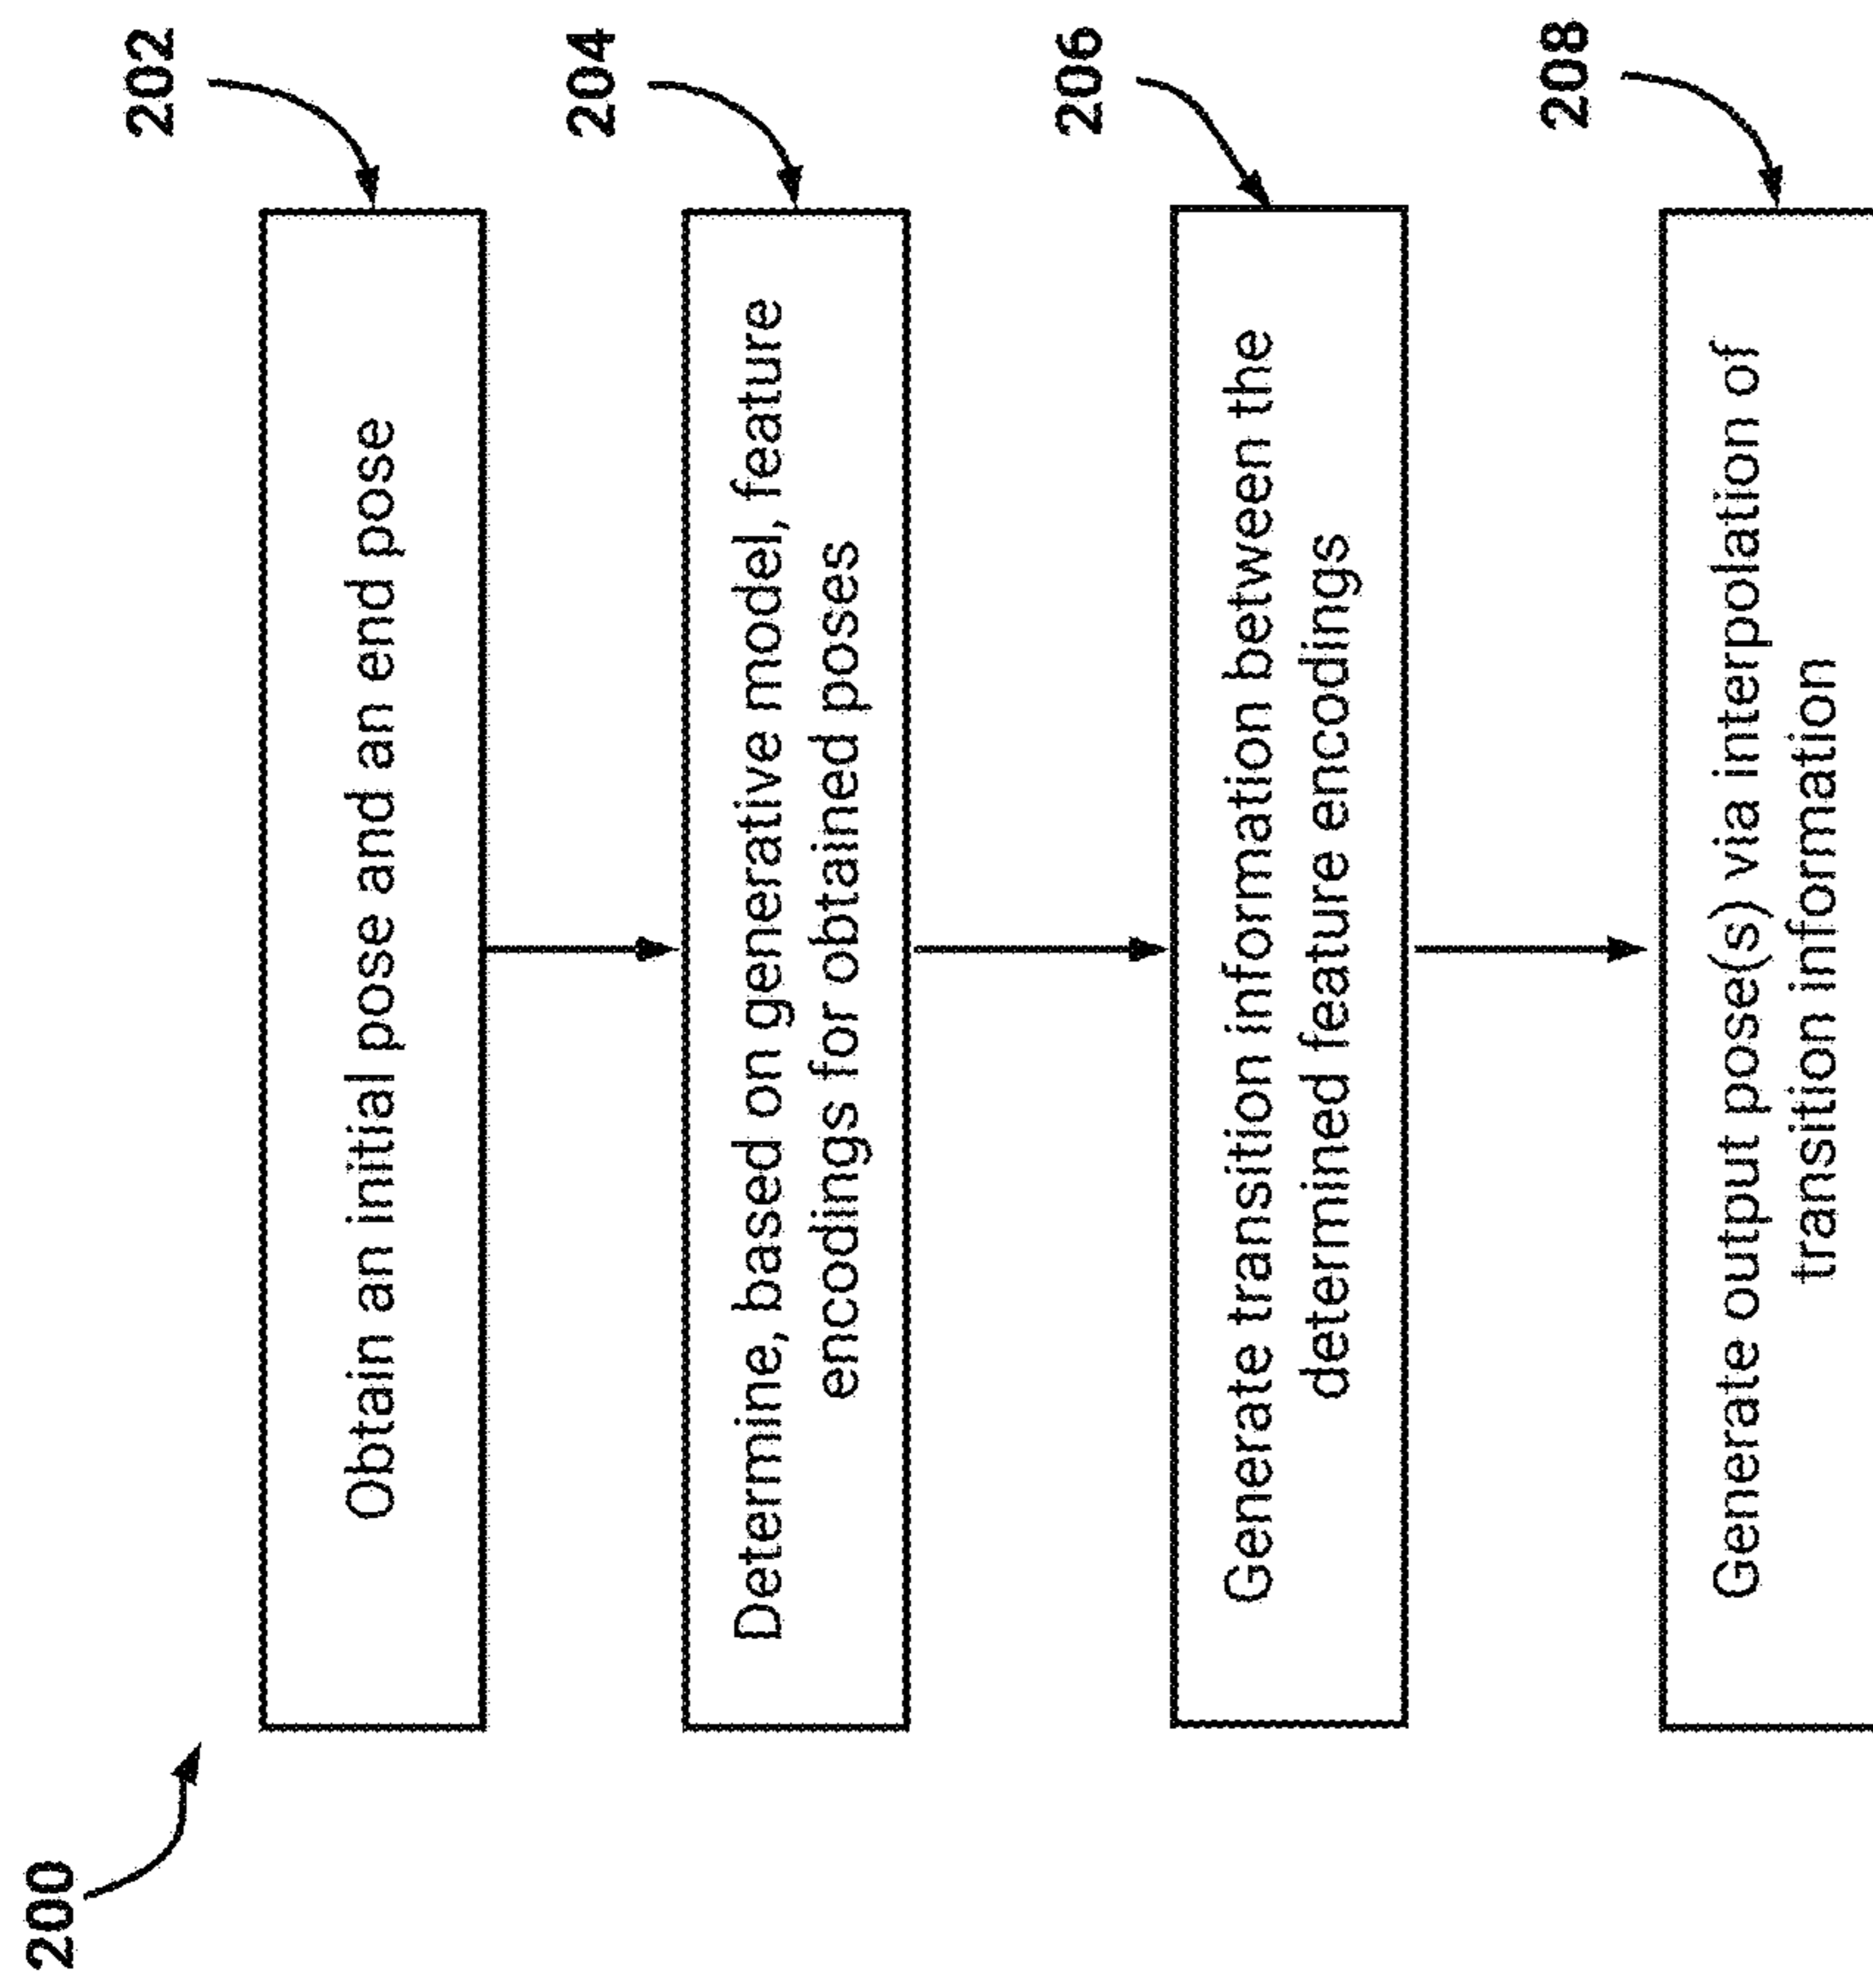 200
202
Obtain an initial pose and an end pose
204
Determine, based on generative model, feature
encodings for obtained poses
206
Generate transition information between the
determined feature encodings
208
Generate output pose(s) via interpolation of
transition information